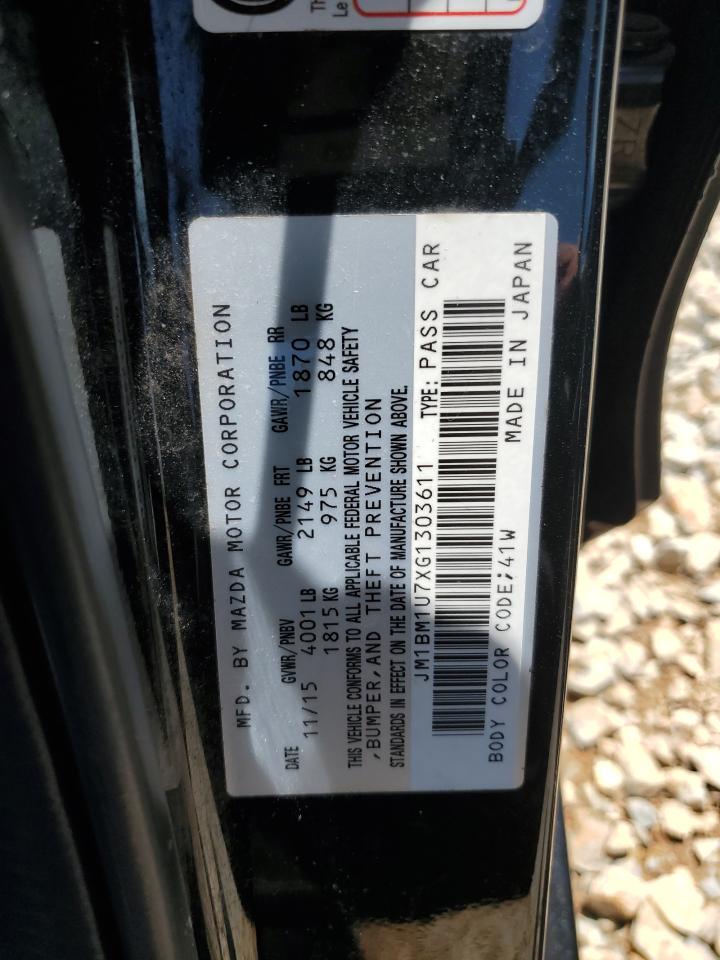 Th
Le
MFD. BY MAZDA MOTOR CORPORATION
DATE GVWR/PNBV GAWR/PNBE FRT GAWR/PNBE RR
11/15 4001 LB 2149 LB 1870 LB
1815 KG 975 KG 848 KG
THIS VEHICLE CONFORMS TO ALL APPLICABLE FEDERAL MOTOR VEHICLE SAFETY
,BUMPER,AND THEFT PREVENTION
STANDARDS IN EFFECT ON THE DATE OF MANUFACTURE SHOWN ABOVE.
JM1BM1U7XG1303611 TYPE: PASS CAR
BODY COLOR CODE;41W MADE IN JAPAN